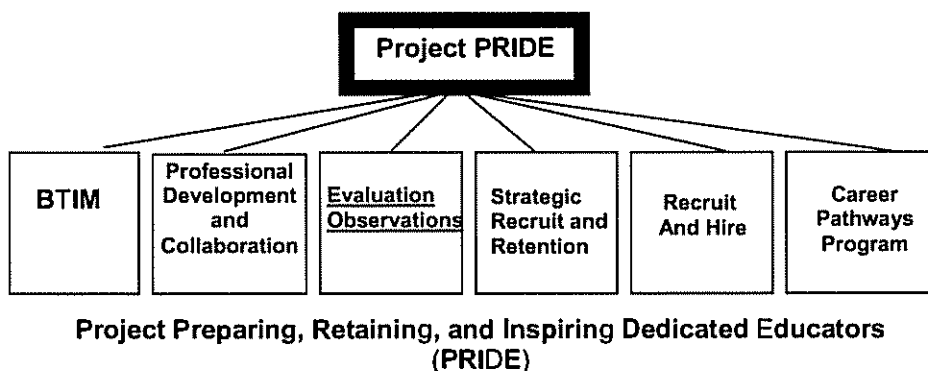 Project PRIDE
BTIM
Professional
Development
and
Collaboration
Evaluation
Observations
Strategic
Recruit and
Retention
Recruit
And Hire
Career
Pathways
Program
Project Preparing, Retaining, and Inspiring Dedicated Educators
(PRIDE)